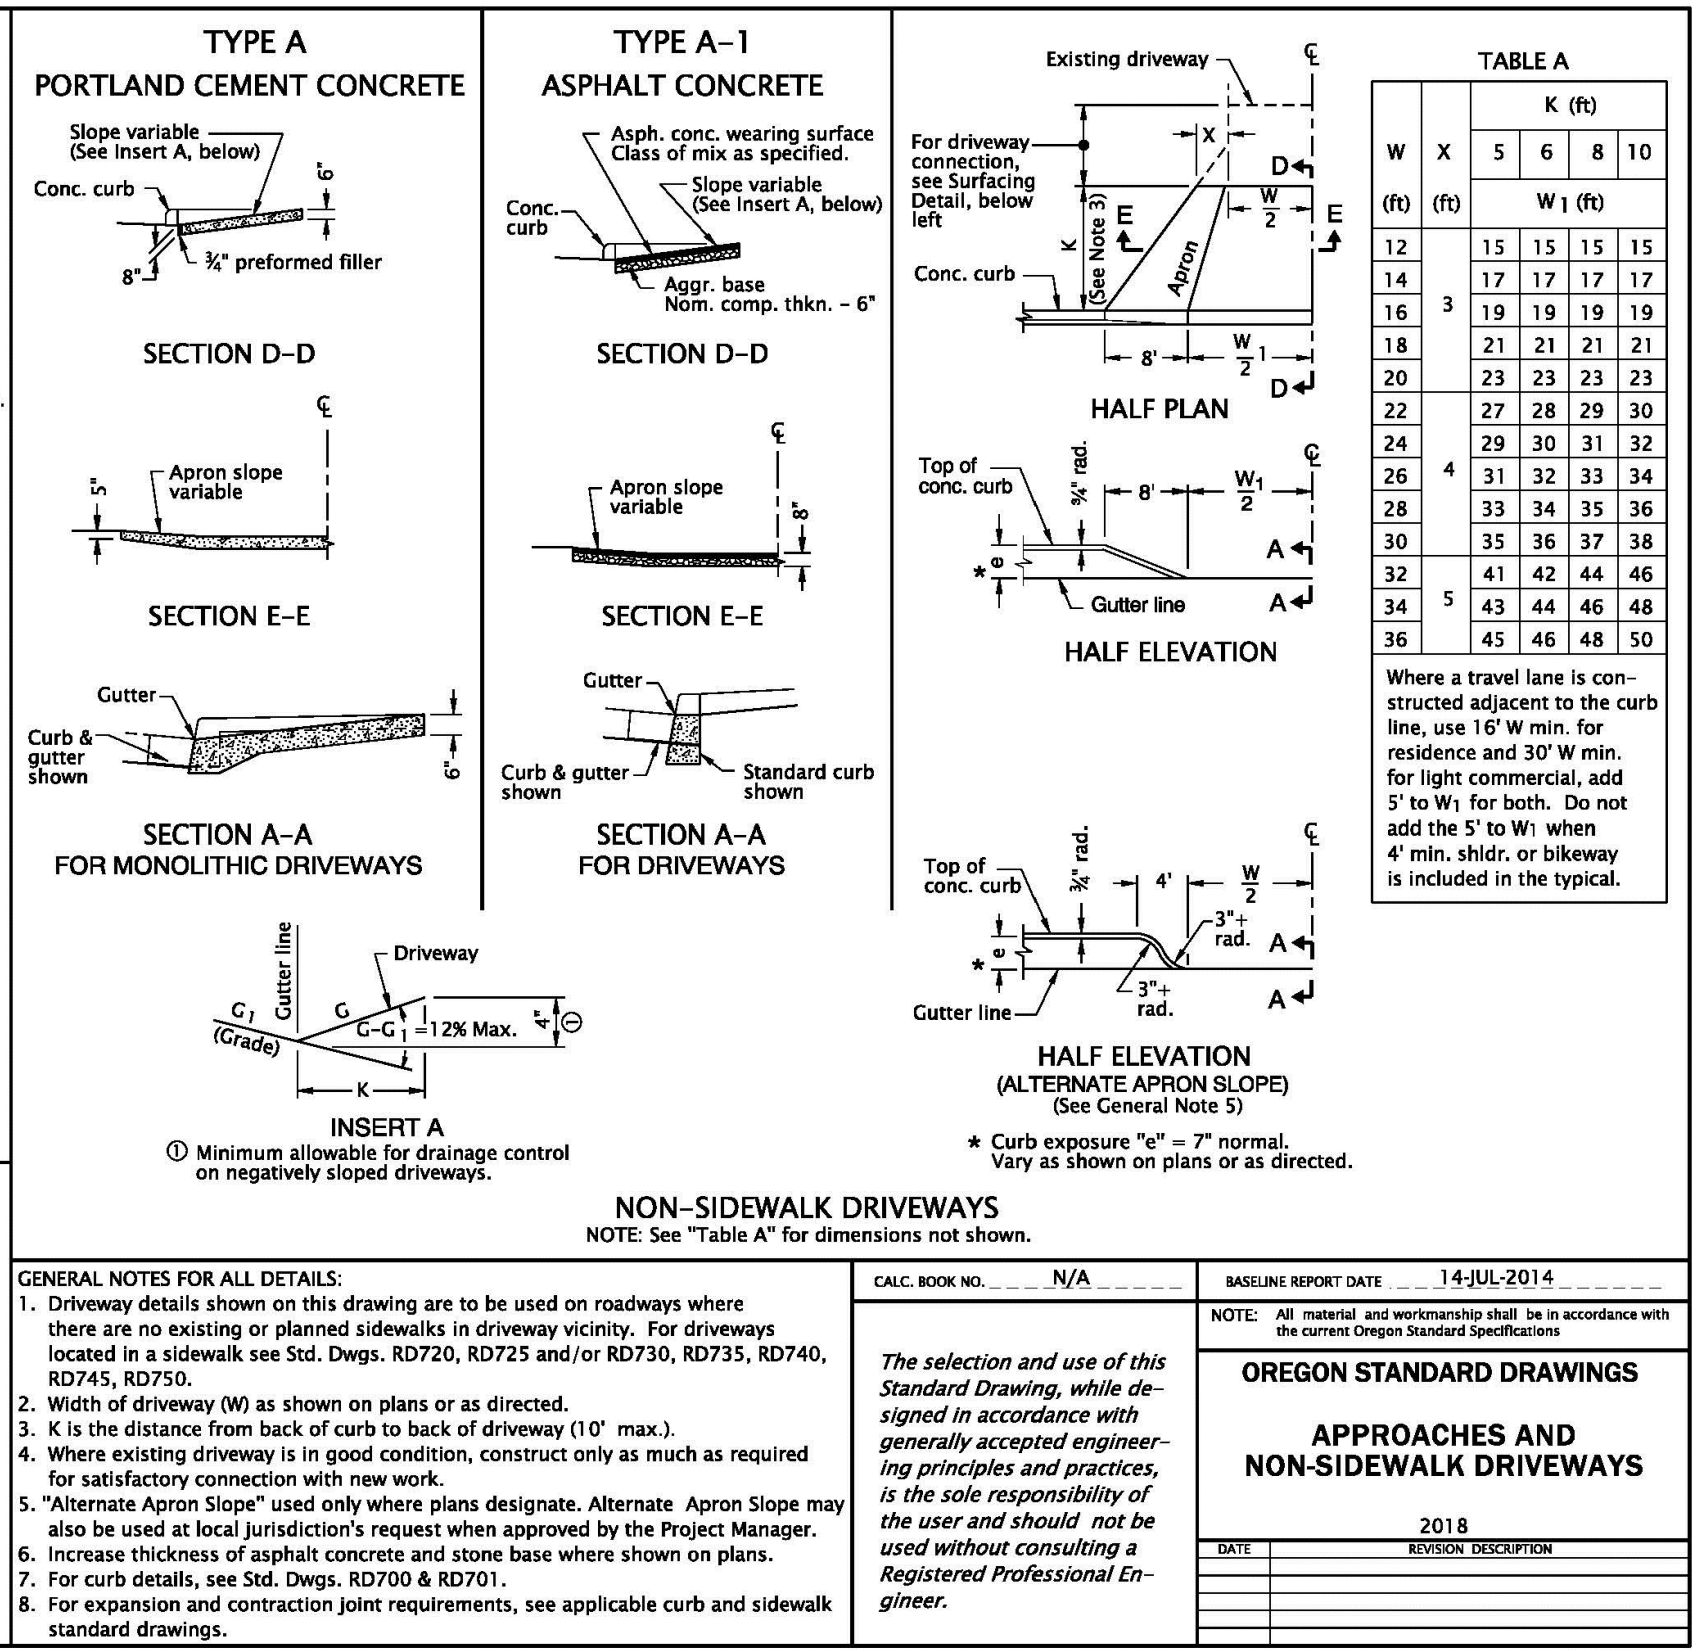 TYPE A
PORTLAND CEMENT CONCRETE
Slope variable
(See Insert A, below)
Conc. curb
6"
8"
¾" preformed filler
SECTION D-D
℄
5"
Apron slope
variable
SECTION E-E
Gutter
Curb &
gutter
shown
6"
SECTION A-A
FOR MONOLITHIC DRIVEWAYS
TYPE A-1
ASPHALT CONCRETE
Asph. conc. wearing surface
Class of mix as specified.
Slope variable
(See Insert A, below)
Conc.
curb
Aggr. base
Nom. comp. thkn. - 6"
SECTION D-D
℄
Apron slope
variable
8"
SECTION E-E
Gutter
Curb & gutter
shown
Standard curb
shown
SECTION A-A
FOR DRIVEWAYS
Gutter line
Driveway
G1
(Grade)
G
G-G1 =12% Max.
4"
①
K
INSERT A
① Minimum allowable for drainage control
on negatively sloped driveways.
Existing driveway
℄
X
For driveway
connection,
see Surfacing
Detail, below
left
D
W
2
E
E
K
(See Note 3)
Apron
Conc. curb
8'
W1
2
D
HALF PLAN
Top of
conc. curb
¾" rad.
8'
W1
2
℄
A
* e
Gutter line
A
HALF ELEVATION
Top of
conc. curb
¾" rad.
4'
W
2
℄
3"+
rad.
A
* e
3"+
rad.
Gutter line
A
HALF ELEVATION
(ALTERNATE APRON SLOPE)
(See General Note 5)
* Curb exposure "e" = 7" normal.
Vary as shown on plans or as directed.
TABLE A
K (ft)
W X 5 6 8 10
(ft) (ft) W1 (ft)
12 15 15 15 15
14 17 17 17 17
16 3 19 19 19 19
18 21 21 21 21
20 23 23 23 23
22 27 28 29 30
24 29 30 31 32
26 4 31 32 33 34
28 33 34 35 36
30 35 36 37 38
32 41 42 44 46
34 5 43 44 46 48
36 45 46 48 50
Where a travel lane is con-
structed adjacent to the curb
line, use 16' W min. for
residence and 30' W min.
for light commercial, add
5' to W1 for both. Do not
add the 5' to W1 when
4' min. shldr. or bikeway
is included in the typical.
NON-SIDEWALK DRIVEWAYS
NOTE: See "Table A" for dimensions not shown.
GENERAL NOTES FOR ALL DETAILS:
1. Driveway details shown on this drawing are to be used on roadways where
there are no existing or planned sidewalks in driveway vicinity. For driveways
located in a sidewalk see Std. Dwgs. RD720, RD725 and/or RD730, RD735, RD740,
RD745, RD750.
2. Width of driveway (W) as shown on plans or as directed.
3. K is the distance from back of curb to back of driveway (10' max.).
4. Where existing driveway is in good condition, construct only as much as required
for satisfactory connection with new work.
5. "Alternate Apron Slope" used only where plans designate. Alternate Apron Slope may
also be used at local jurisdiction's request when approved by the Project Manager.
6. Increase thickness of asphalt concrete and stone base where shown on plans.
7. For curb details, see Std. Dwgs. RD700 & RD701.
8. For expansion and contraction joint requirements, see applicable curb and sidewalk
standard drawings.
CALC. BOOK NO. N/A
The selection and use of this
Standard Drawing, while de-
signed in accordance with
generally accepted engineer-
ing principles and practices,
is the sole responsibility of
the user and should not be
used without consulting a
Registered Professional En-
gineer.
BASELINE REPORT DATE 14-JUL-2014
NOTE: All material and workmanship shall be in accordance with
the current Oregon Standard Specifications
OREGON STANDARD DRAWINGS
APPROACHES AND
NON-SIDEWALK DRIVEWAYS
2018
DATE REVISION DESCRIPTION